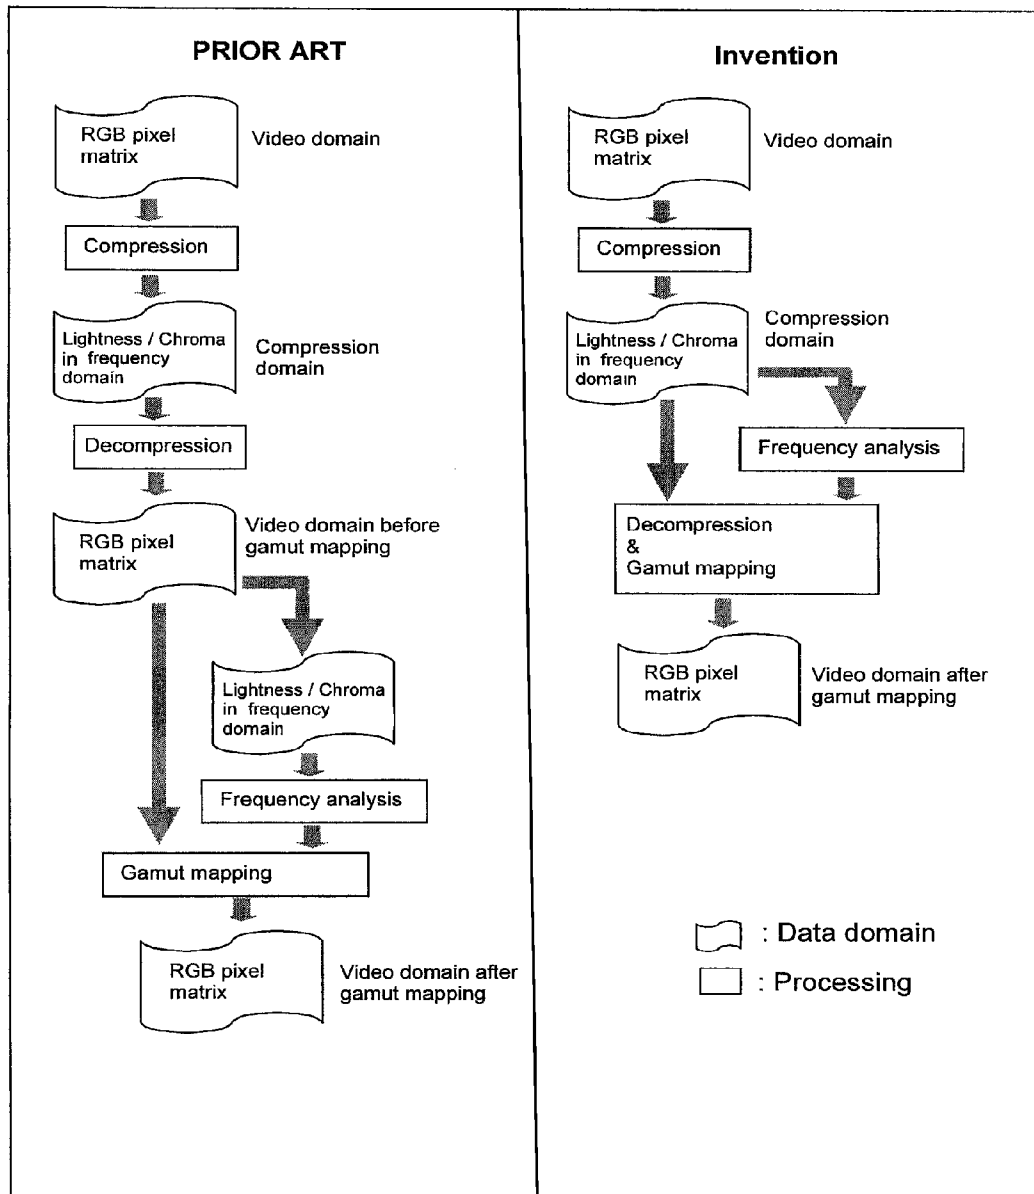 PRIOR ART
RGB pixel
matrix
Video domain
Compression
Lightness / Chroma
in frequency
domain
Compression
domain
Decompression
RGB pixel
matrix
Video domain before
gamut mapping
Lightness / Chroma
in frequency
domain
Frequency analysis
Gamut mapping
RGB pixel
matrix
Video domain after
gamut mapping
Invention
RGB pixel
matrix
Video domain
Compression
Lightness / Chroma
in frequency
domain
Compression
domain
Frequency analysis
Decompression
&
Gamut mapping
RGB pixel
matrix
Video domain after
gamut mapping
: Data domain
: Processing